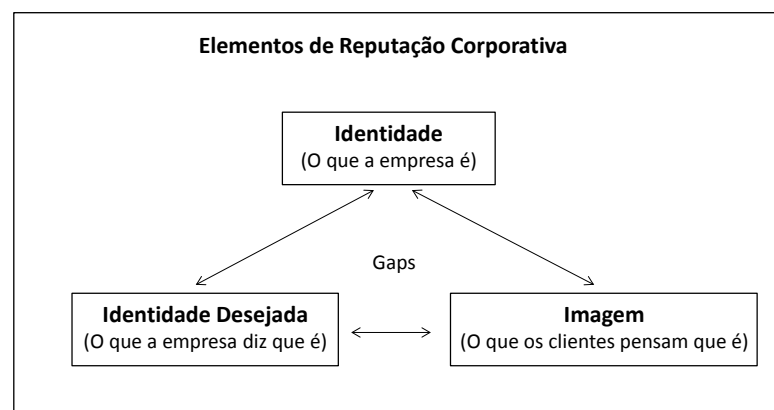 Elementos de Reputação Corporativa
Identidade
(O que a empresa é)
Gaps
Identidade Desejada
(O que a empresa diz que é)
Imagem
(O que os clientes pensam que é)